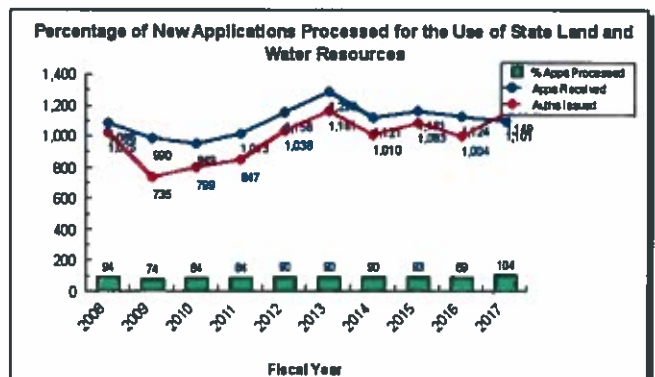 Percentage of New Applications Processed for the Use of State Land and
Water Resources
% Apps Processed
Apps Received
Auths Issued
1,400
1,200
1,000
800
600
400
200
0
990
1,038
1,010
1,004
1,101
735
799
847
94 74 84 84 90 90 90 93 89 104
2008 2009 2010 2011 2012 2013 2014 2015 2016 2017
Fiscal Year